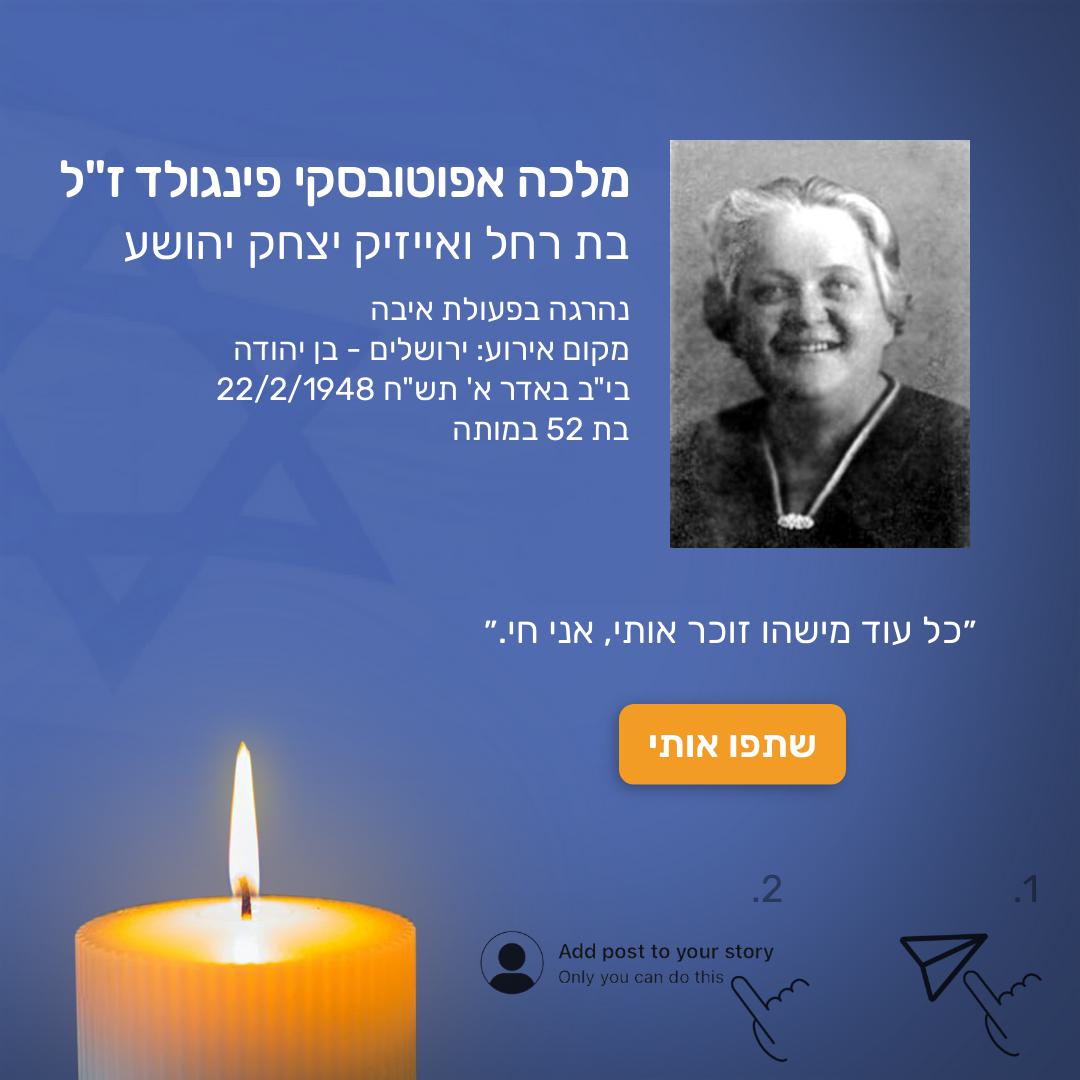 מלכה אפוטובסקי פינגולד ז"ל
בת רחל ואייזיק יצחק יהושע
נהרגה בפעולת איבה
מקום אירוע: ירושלים - בן יהודה
בי"ב באדר א' תש"ח 22/2/1948
בת 52 במותה
״כל עוד מישהו זוכר אותי, אני חי.״
שתפו אותי
1.
2.
Add post to your story
Only you can do this